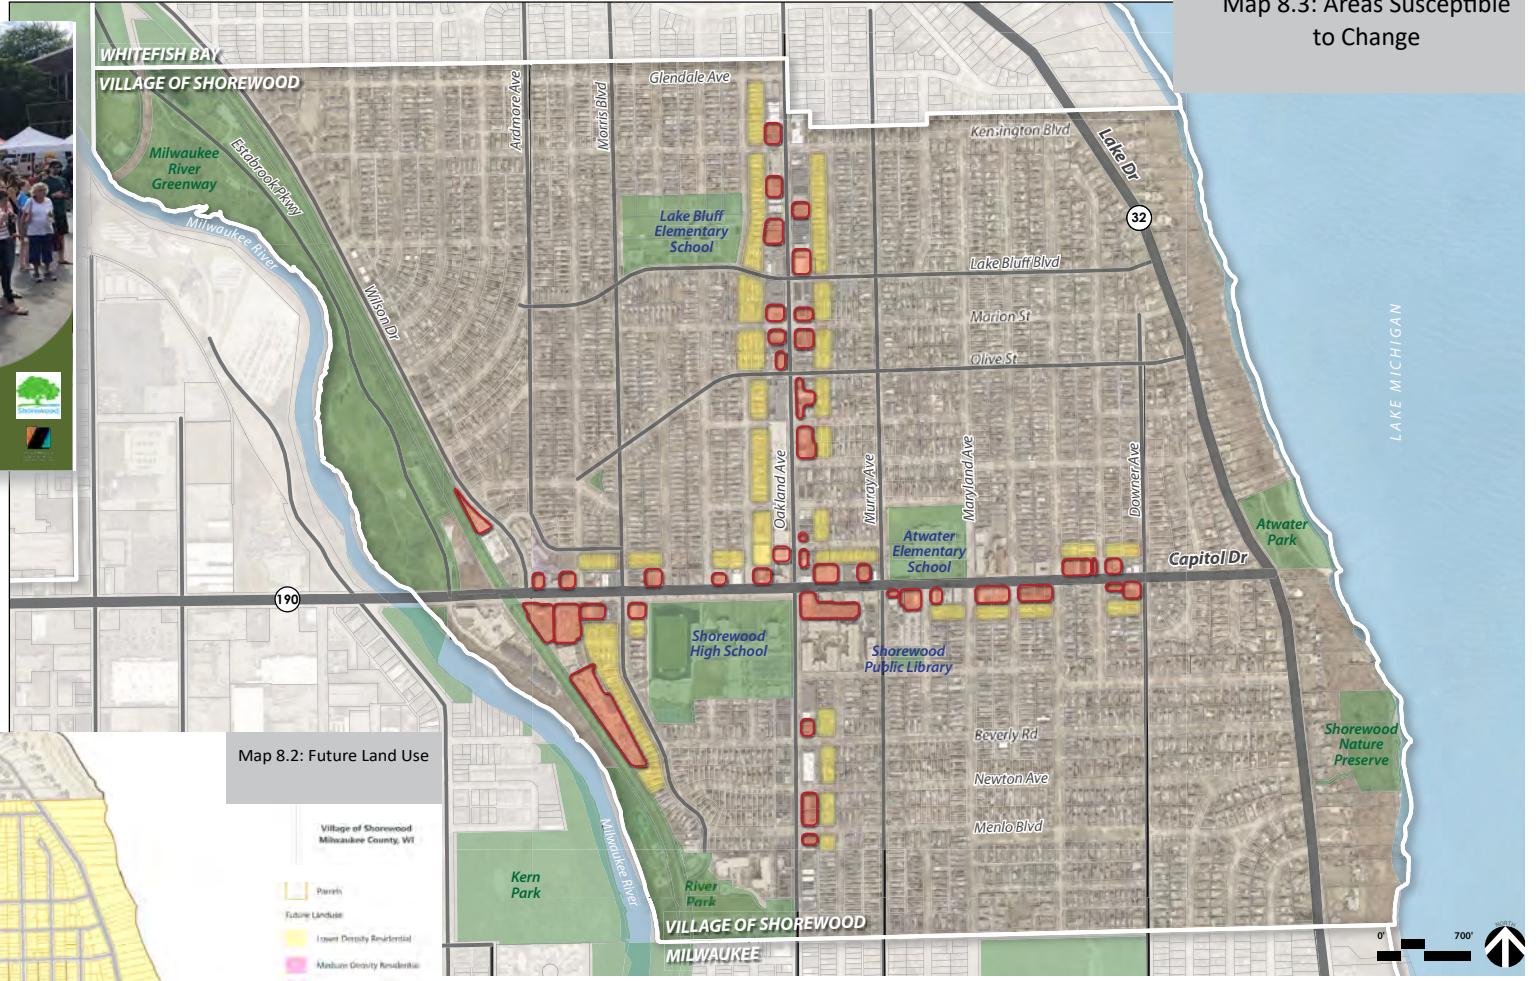 Map 8.3: Areas Susceptible
to Change
WHITEFISH BAY
VILLAGE OF SHOREWOOD
Glendale Ave
Ardmore Ave
Morris Blvd
Kensington Blvd
Lake Dr
Milwaukee
River
Greenway
Estabrook Pkwy
Milwaukee River
Lake Bluff
Elementary
School
32
Lake Bluff Blvd
Wilson Dr
Marion St
Olive St
LAKE MICHIGAN
Shorewood
Oakland Ave
Murray Ave
Maryland Ave
Downer Ave
Atwater
Elementary
School
Atwater
Park
Capitol Dr
190
Shorewood
High School
Shorewood
Public Library
Shorewood
Nature
Preserve
Beverly Rd
Newton Ave
Menlo Blvd
Map 8.2: Future Land Use
Village of Shorewood
Milwaukee County, WI
Parcels
Future Landuse
Lower Density Residential
Medium Density Residential
Kern
Park
Milwaukee River
River
Park
VILLAGE OF SHOREWOOD
MILWAUKEE
0'
700'
NORTH